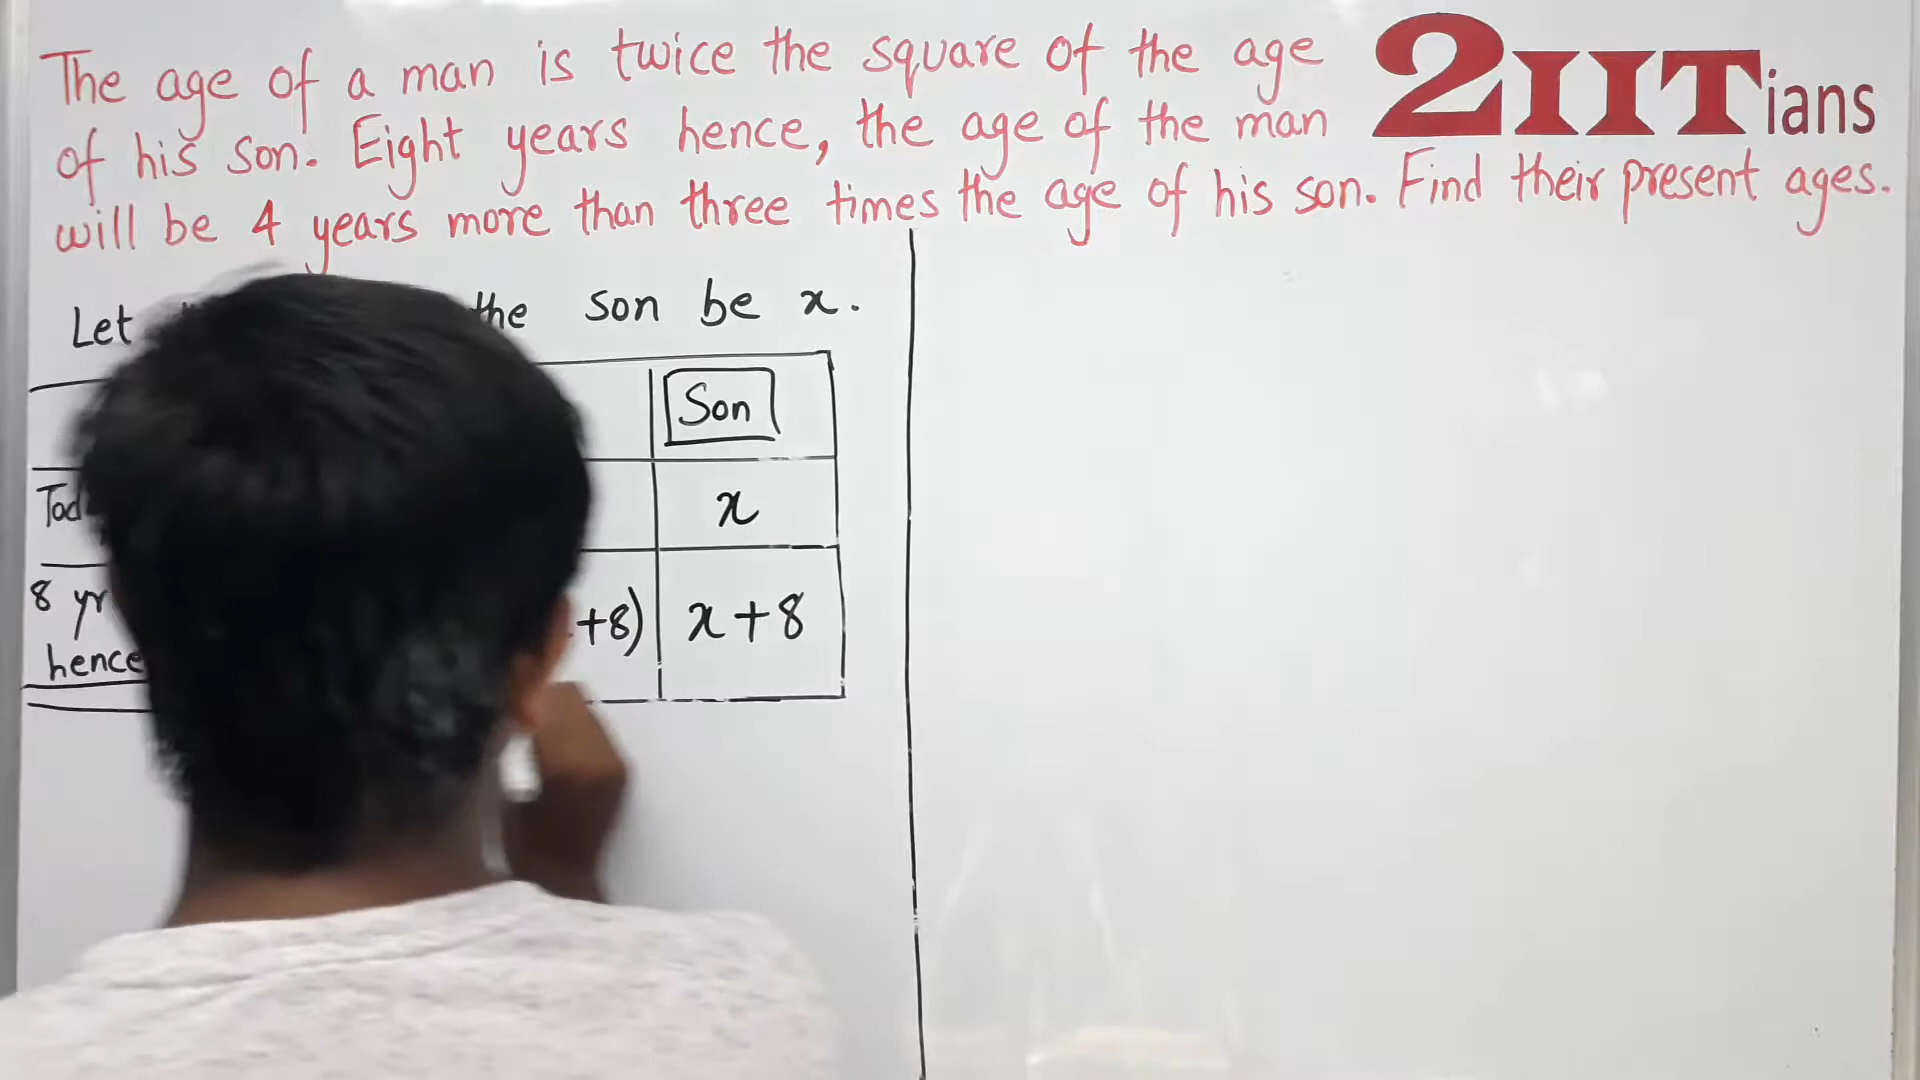 The age of a man is twice the square of the age
2IITians
of his son. Eight years hence, the age of the man
will be 4 years more than three times the age of his son. Find their present ages.
Let the son be x.
Son
x
8 yr +8) x+8
hence